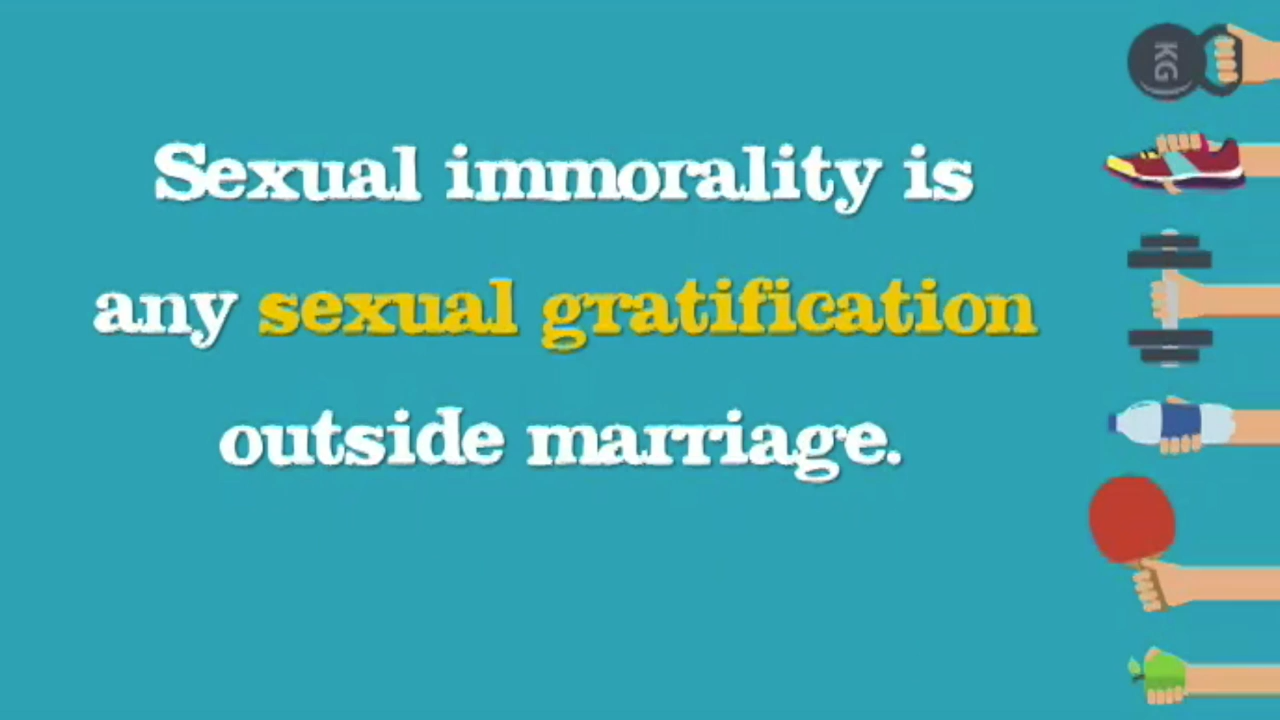 Sexual immorality is
any sexual gratification
outside marriage.
KG